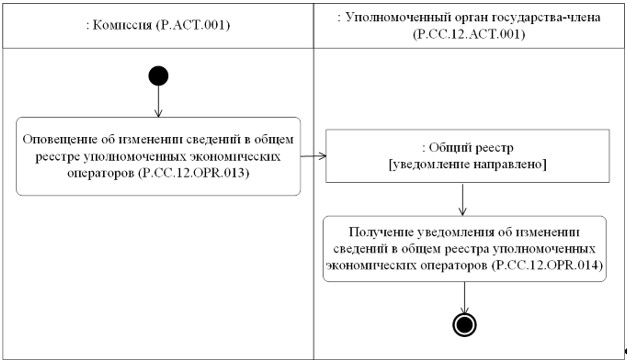 : Комиссия (P.ACT.001)
: Уполномоченный орган государства-члена
(P.CC.12.ACT.001)
Оповещение об изменении сведений в общем
реестре уполномоченных экономических
операторов (P.CC.12.OPR.013)
: Общий реестр
[уведомление направлено]
Получение уведомления об изменении
сведений в общем реестра уполномоченных
экономических операторов (P.CC.12.OPR.014)